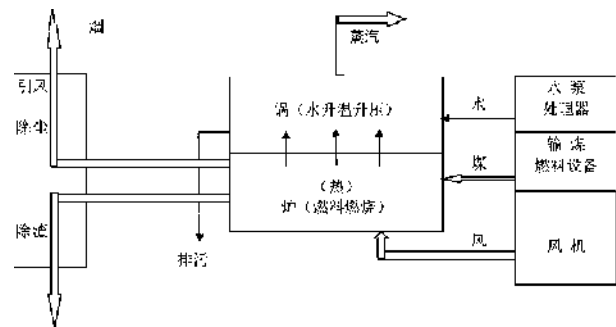 烟
蒸汽
引风
除尘
锅（水升温升压）
水
水泵
处理器
输煤
燃料设备
煤
（热）
炉（燃料燃烧）
除渣
排污
风
风机